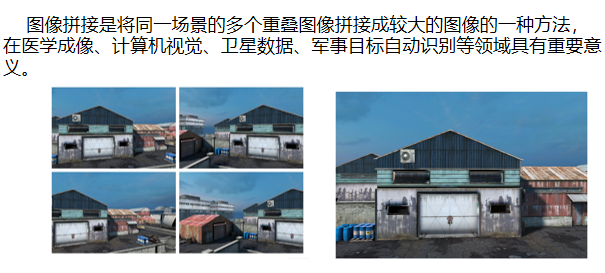 图像拼接是将同一场景的多个重叠图像拼接成较大的图像的一种方法，
在医学成像、计算机视觉、卫星数据、军事目标自动识别等领域具有重要意
义。